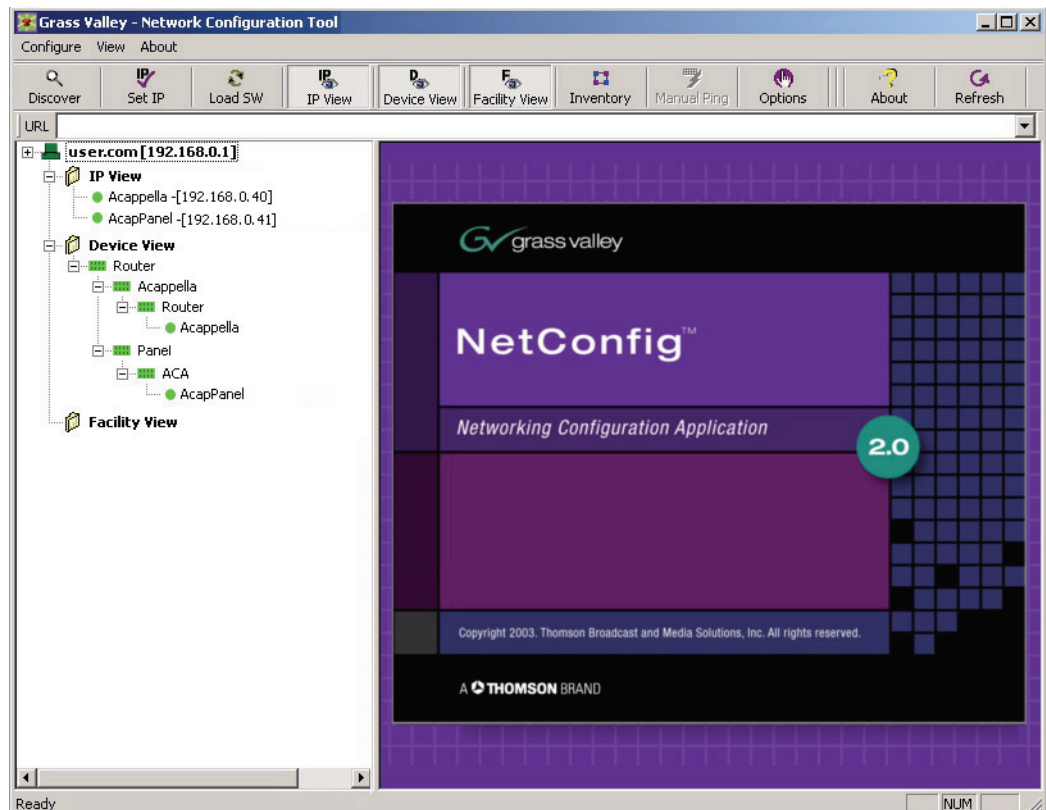 Grass Valley - Network Configuration Tool
Configure View About
Discover Set IP Load SW IP View Device View Facility View Inventory Manual Ping Options About Refresh
URL
user.com [192.168.0.1]
IP View
Acappella -[192.168.0.40]
AcapPanel -[192.168.0.41]
Device View
Router
Acappella
Router
Acappella
Panel
ACA
AcapPanel
Facility View
GV grass valley
NetConfig™
Networking Configuration Application
2.0
Copyright 2003. Thomson Broadcast and Media Solutions, Inc. All rights reserved.
A THOMSON BRAND
Ready NUM